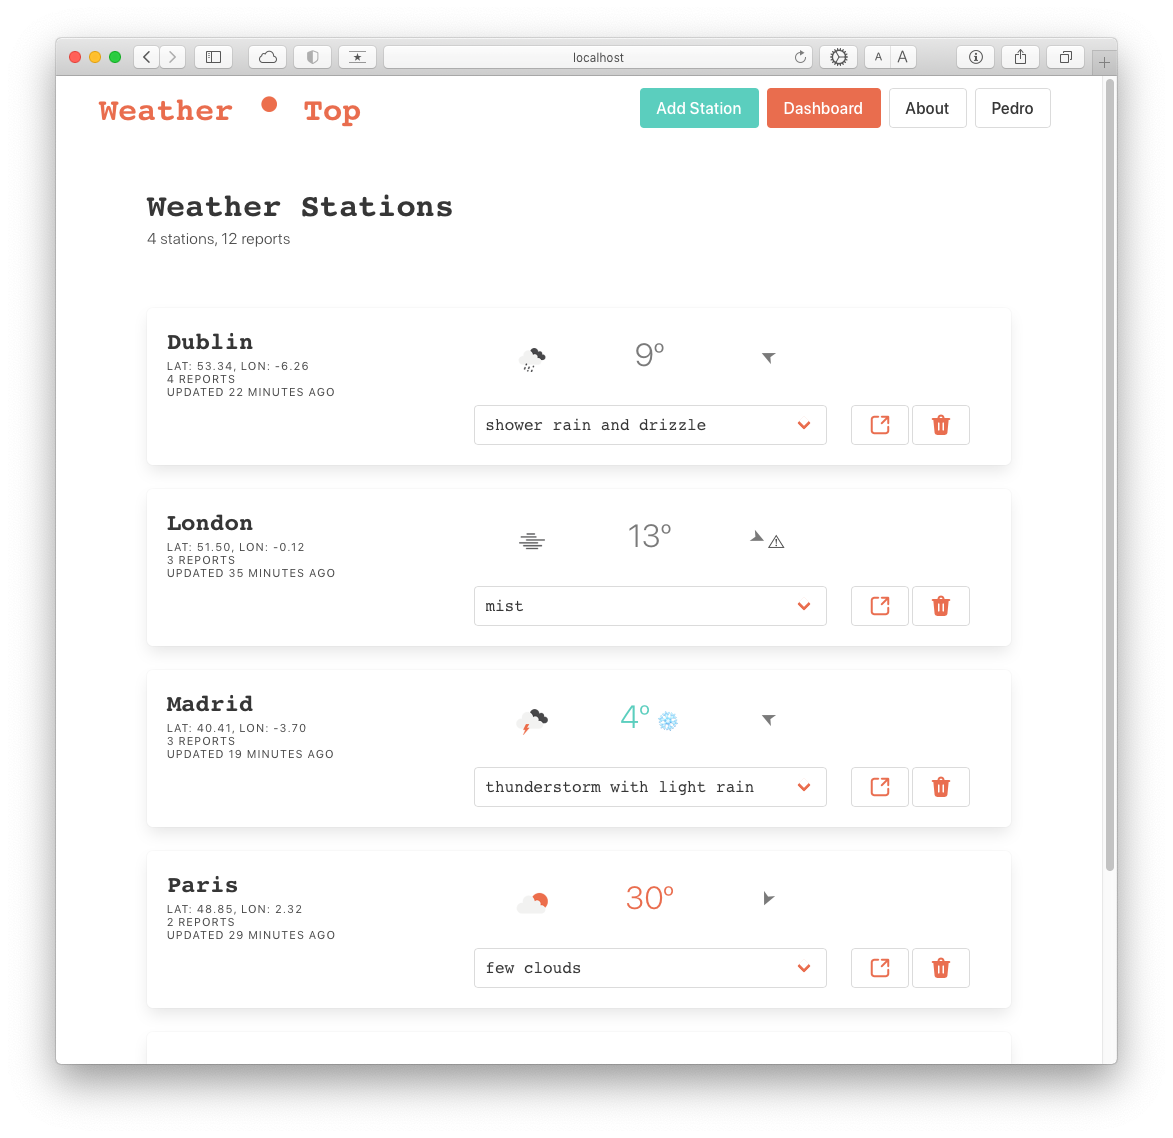 localhost
A A
Weather Top
Add Station
Dashboard
About
Pedro
Weather Stations
4 stations, 12 reports
Dublin
LAT: 53.34, LON: -6.26
4 REPORTS
UPDATED 22 MINUTES AGO
9°
shower rain and drizzle
London
LAT: 51.50, LON: -0.12
3 REPORTS
UPDATED 35 MINUTES AGO
13°
mist
Madrid
LAT: 40.41, LON: -3.70
3 REPORTS
UPDATED 19 MINUTES AGO
4°
thunderstorm with light rain
Paris
LAT: 48.85, LON: 2.32
2 REPORTS
UPDATED 29 MINUTES AGO
30°
few clouds